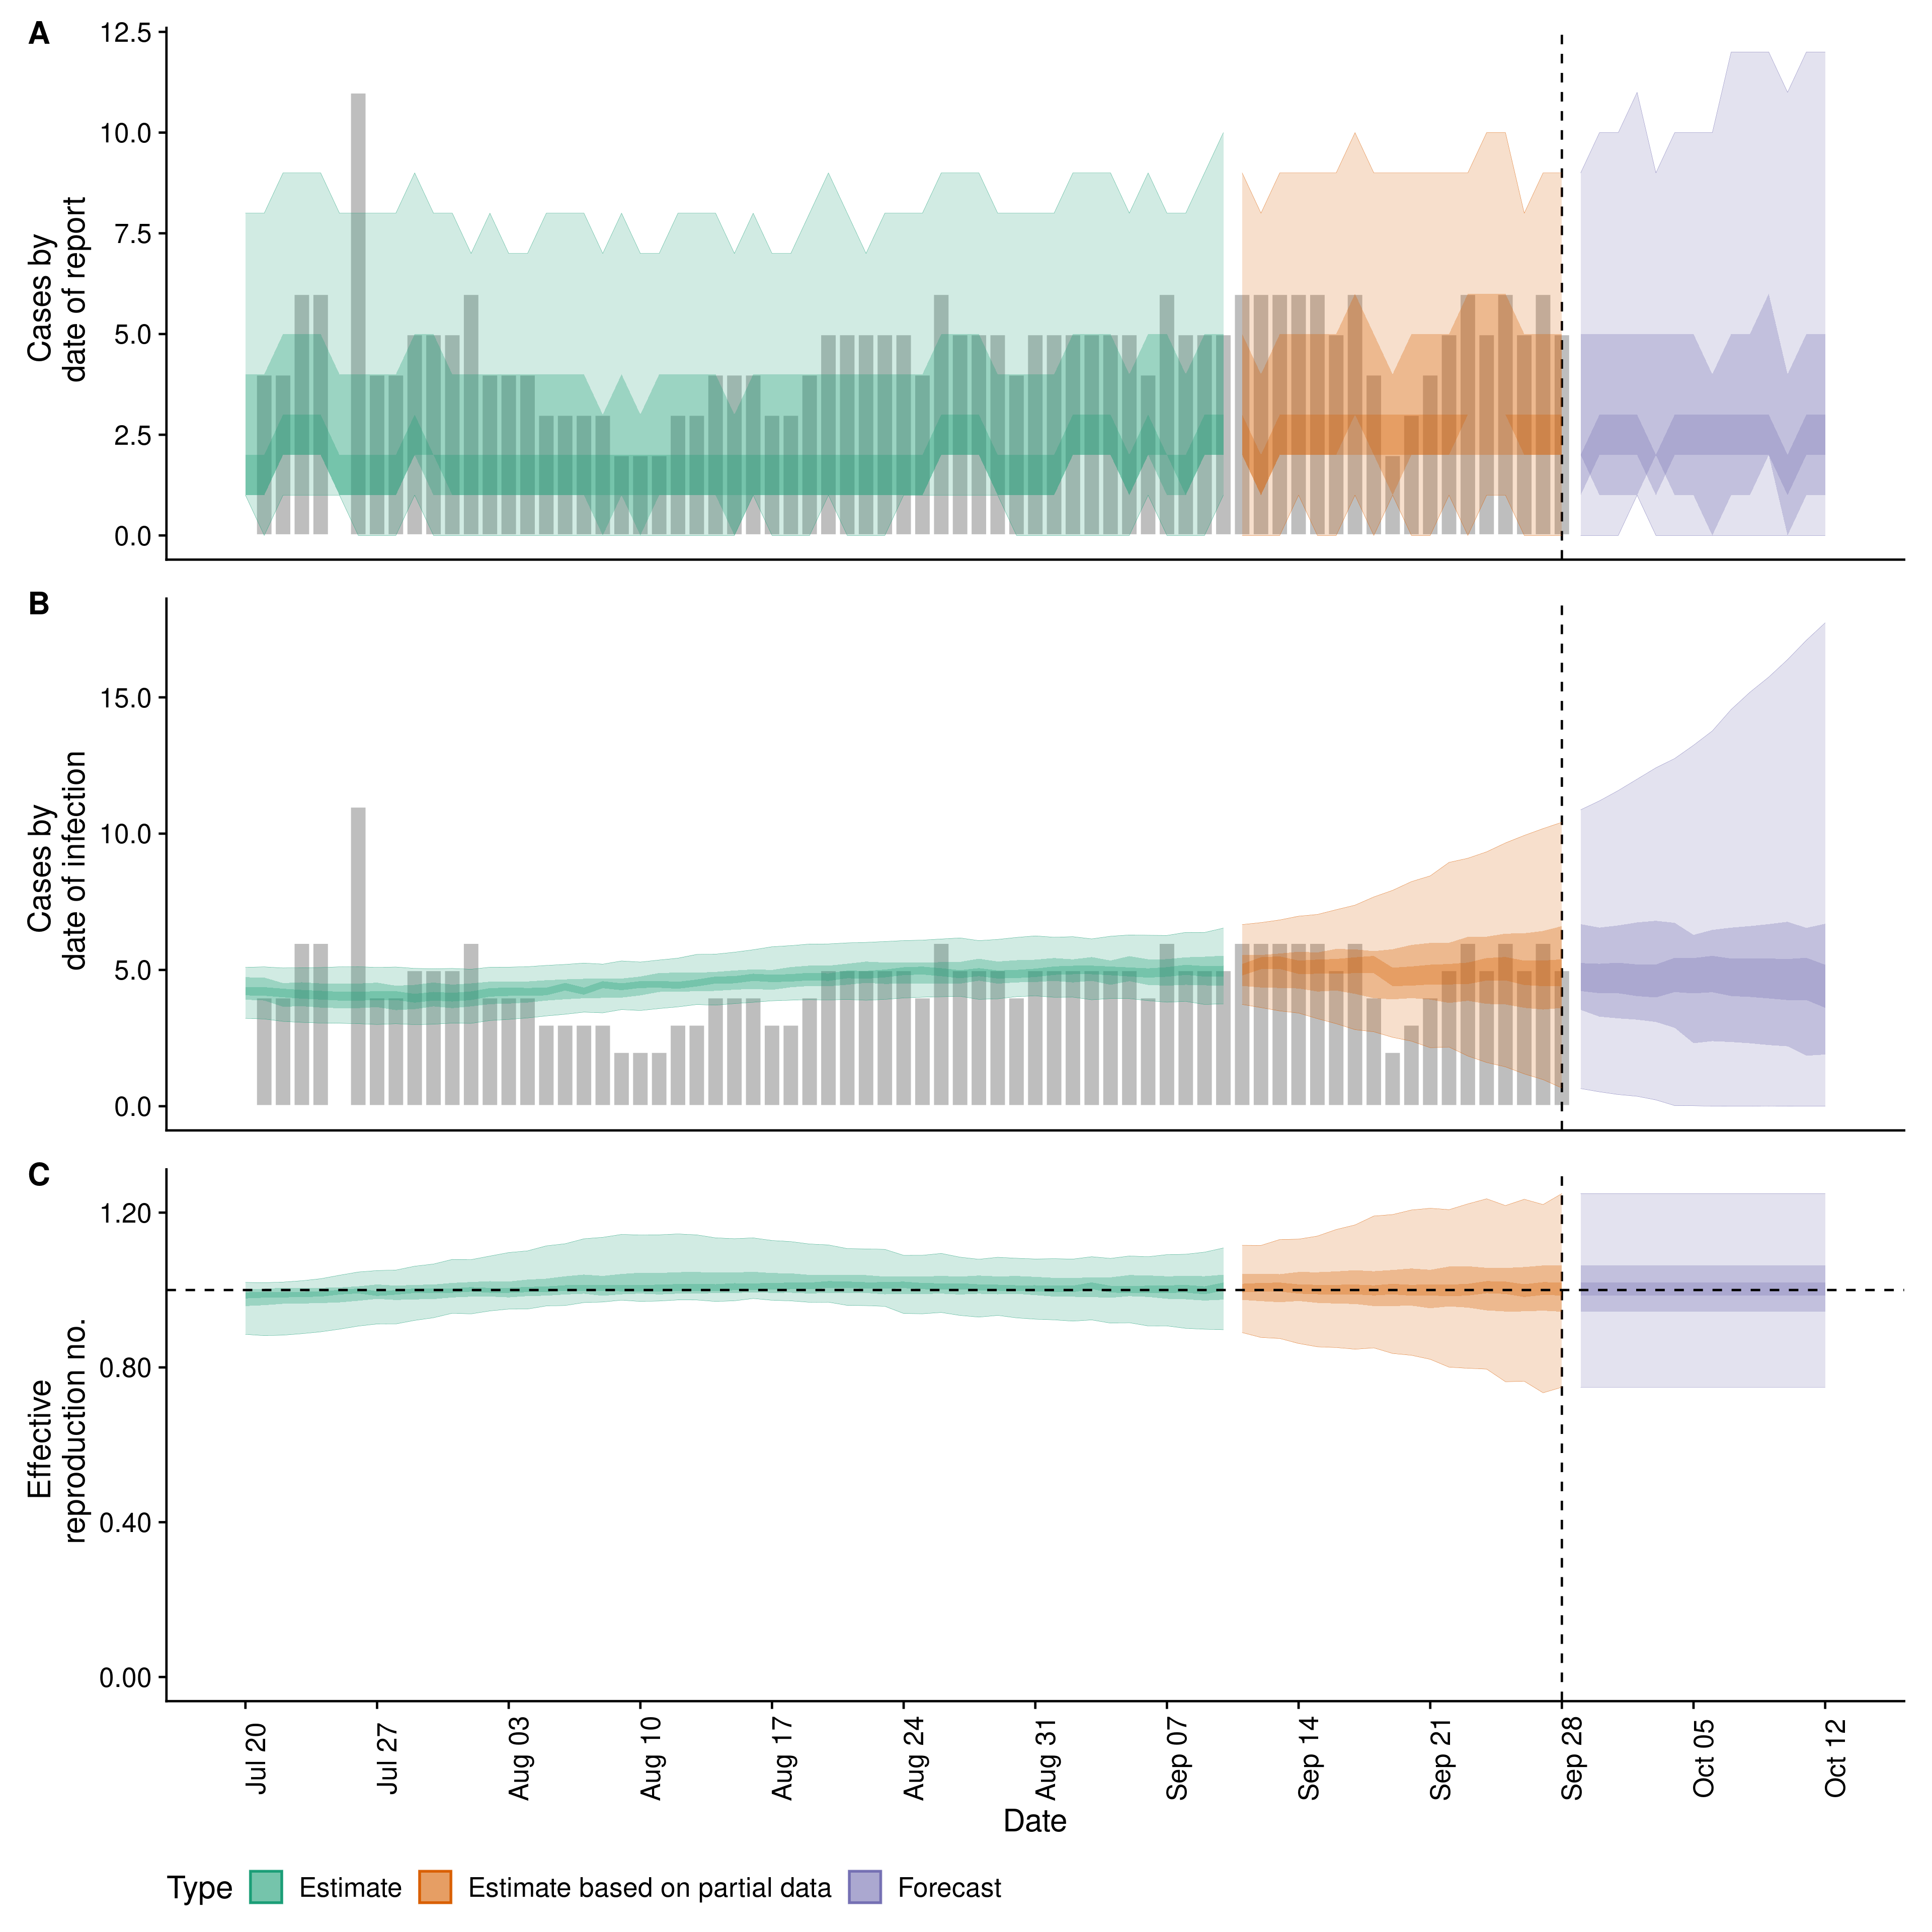 A
12.5
10.0
7.5
5.0
2.5
0.0
Cases by
date of report
B
15.0
10.0
5.0
0.0
Cases by
date of infection
C
1.20
0.80
0.40
0.00
Effective
reproduction no.
Jul 20
Jul 27
Aug 03
Aug 10
Aug 17
Aug 24
Aug 31
Sep 07
Sep 14
Sep 21
Sep 28
Oct 05
Oct 12
Date
Type Estimate Estimate based on partial data Forecast